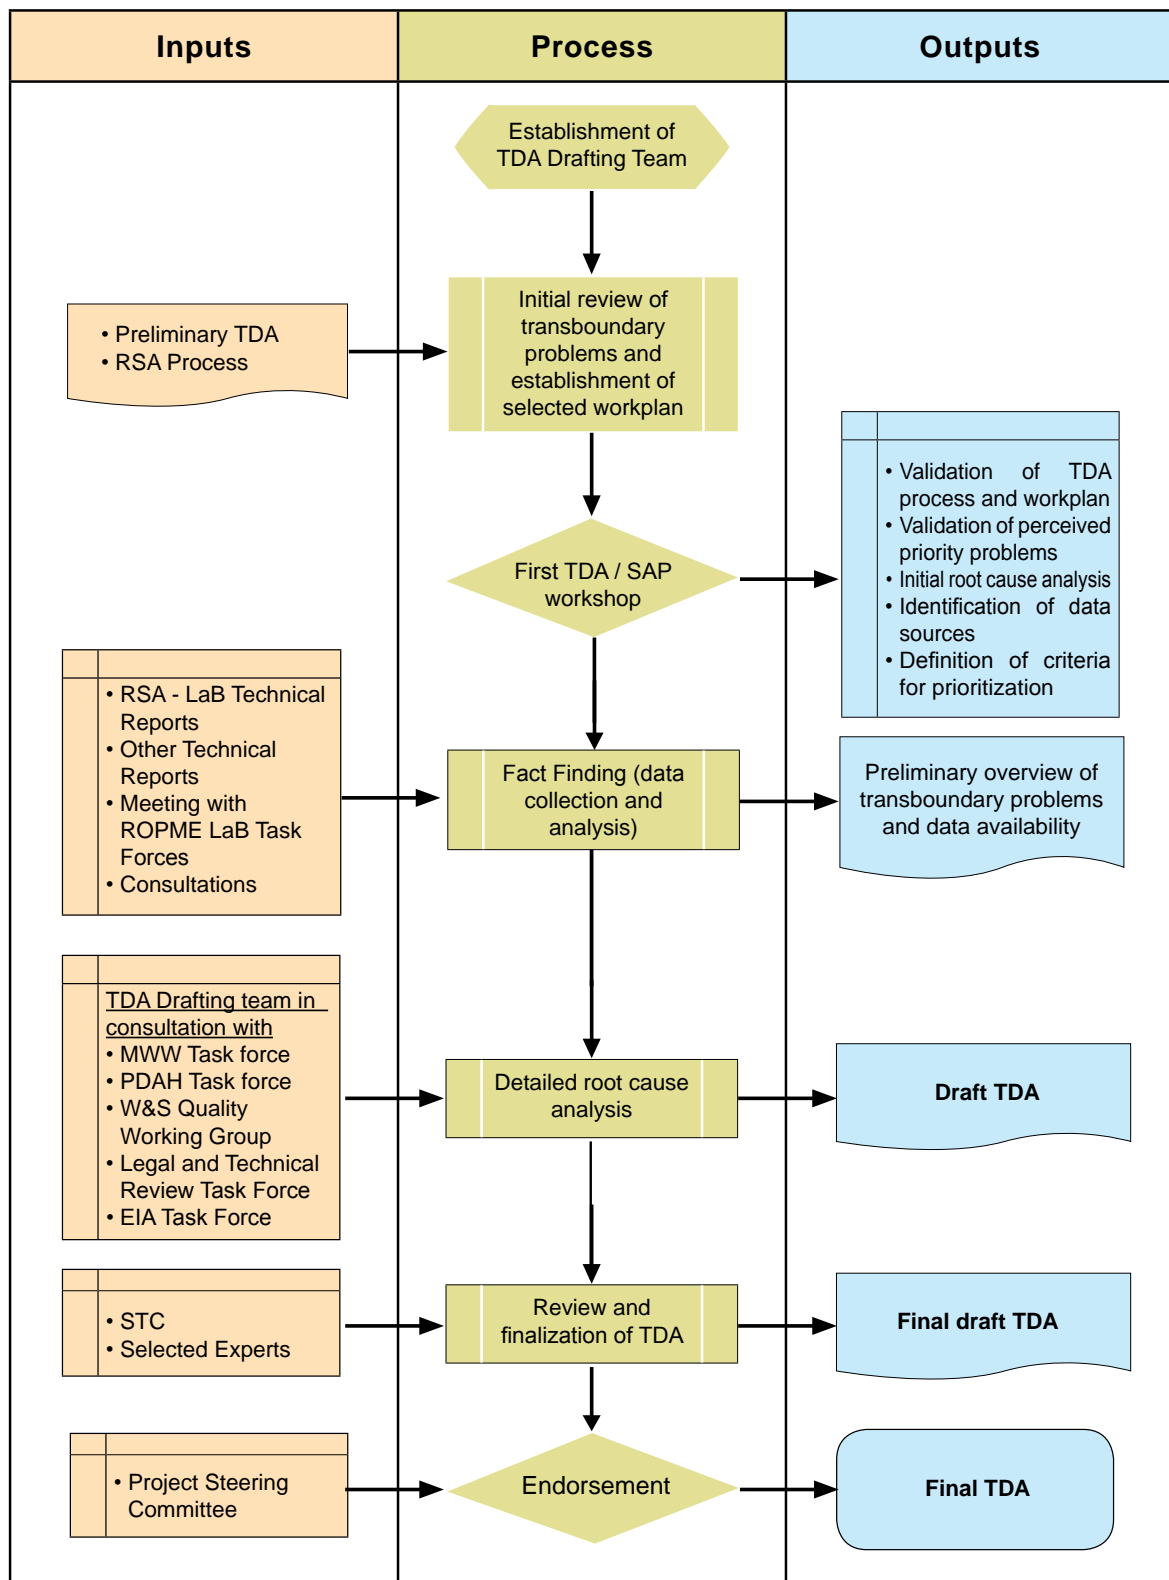 Inputs
Process
Outputs
Establishment of
TDA Drafting Team
• Preliminary TDA
• RSA Process
Initial review of
transboundary
problems and
establishment of
selected workplan
First TDA / SAP
workshop
• Validation of TDA
process and workplan
• Validation of perceived
priority problems
• Initial root cause analysis
• Identification of data
sources
• Definition of criteria
for prioritization
• RSA - LaB Technical
Reports
• Other Technical
Reports
• Meeting with
ROPME LaB Task
Forces
• Consultations
Fact Finding (data
collection and
analysis)
Preliminary overview of
transboundary problems
and data availability
TDA Drafting team in
consultation with
• MWW Task force
• PDAH Task force
• W&S Quality
Working Group
• Legal and Technical
Review Task Force
• EIA Task Force
Detailed root cause
analysis
Draft TDA
• STC
• Selected Experts
Review and
finalization of TDA
Final draft TDA
• Project Steering
Committee
Endorsement
Final TDA